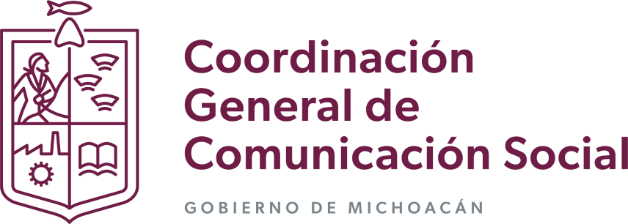 Coordinación
General de
Comunicación Social
GOBIERNO DE MICHOACÁN